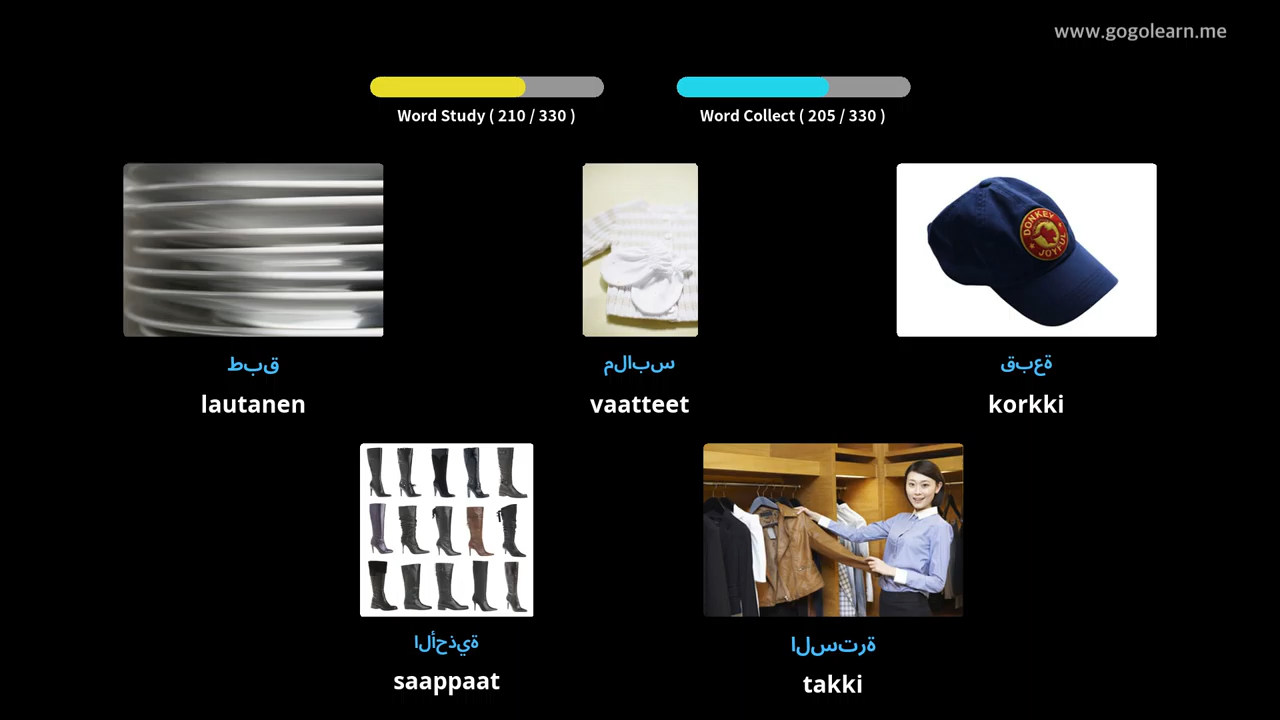 www.gogolearn.me
Word Study ( 210 / 330 )
Word Collect ( 205 / 330 )
طبق
lautanen
ملابس
vaatteet
قبعة
korkki
DONKEY
JOYFUL
الأحذية
saappaat
السترة
takki